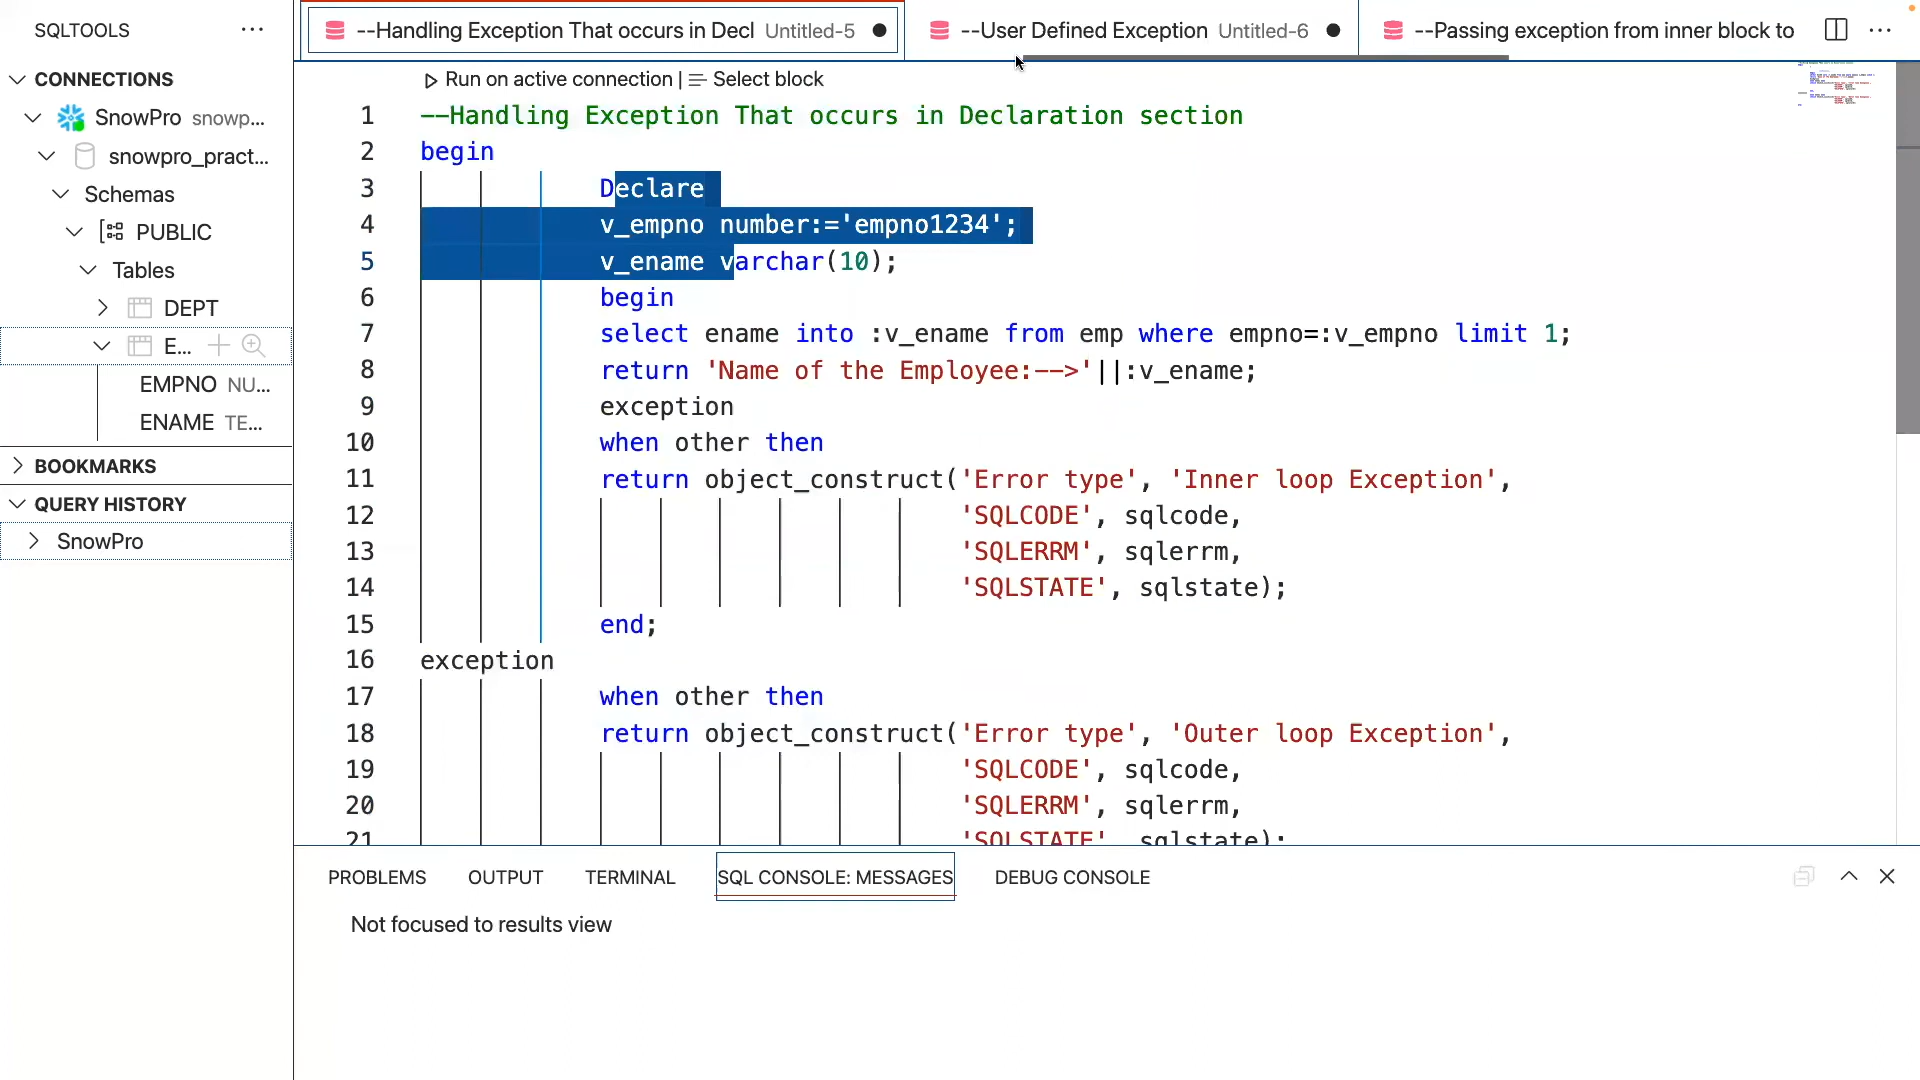 SQLTOOLS
CONNECTIONS
SnowPro snowp...
snowpro_pract...
Schemas
PUBLIC
Tables
DEPT
E...
EMPNO NU...
ENAME TE...
BOOKMARKS
QUERY HISTORY
SnowPro
--Handling Exception That occurs in Decl Untitled-5
--User Defined Exception Untitled-6
--Passing exception from inner block to
Run on active connection | Select block
1 --Handling Exception That occurs in Declaration section
2 begin
3 Declare
4 v_empno number:='empno1234';
5 v_ename varchar(10);
6 begin
7 select ename into :v_ename from emp where empno=:v_empno limit 1;
8 return 'Name of the Employee:-->'||:v_ename;
9 exception
10 when other then
11 return object_construct('Error type', 'Inner loop Exception',
12 'SQLCODE', sqlcode,
13 'SQLERRM', sqlerrm,
14 'SQLSTATE', sqlstate);
15 end;
16 exception
17 when other then
18 return object_construct('Error type', 'Outer loop Exception',
19 'SQLCODE', sqlcode,
20 'SQLERRM', sqlerrm,
21 'SQLSTATE', sqlstate);
PROBLEMS OUTPUT TERMINAL SQL CONSOLE: MESSAGES DEBUG CONSOLE
Not focused to results view